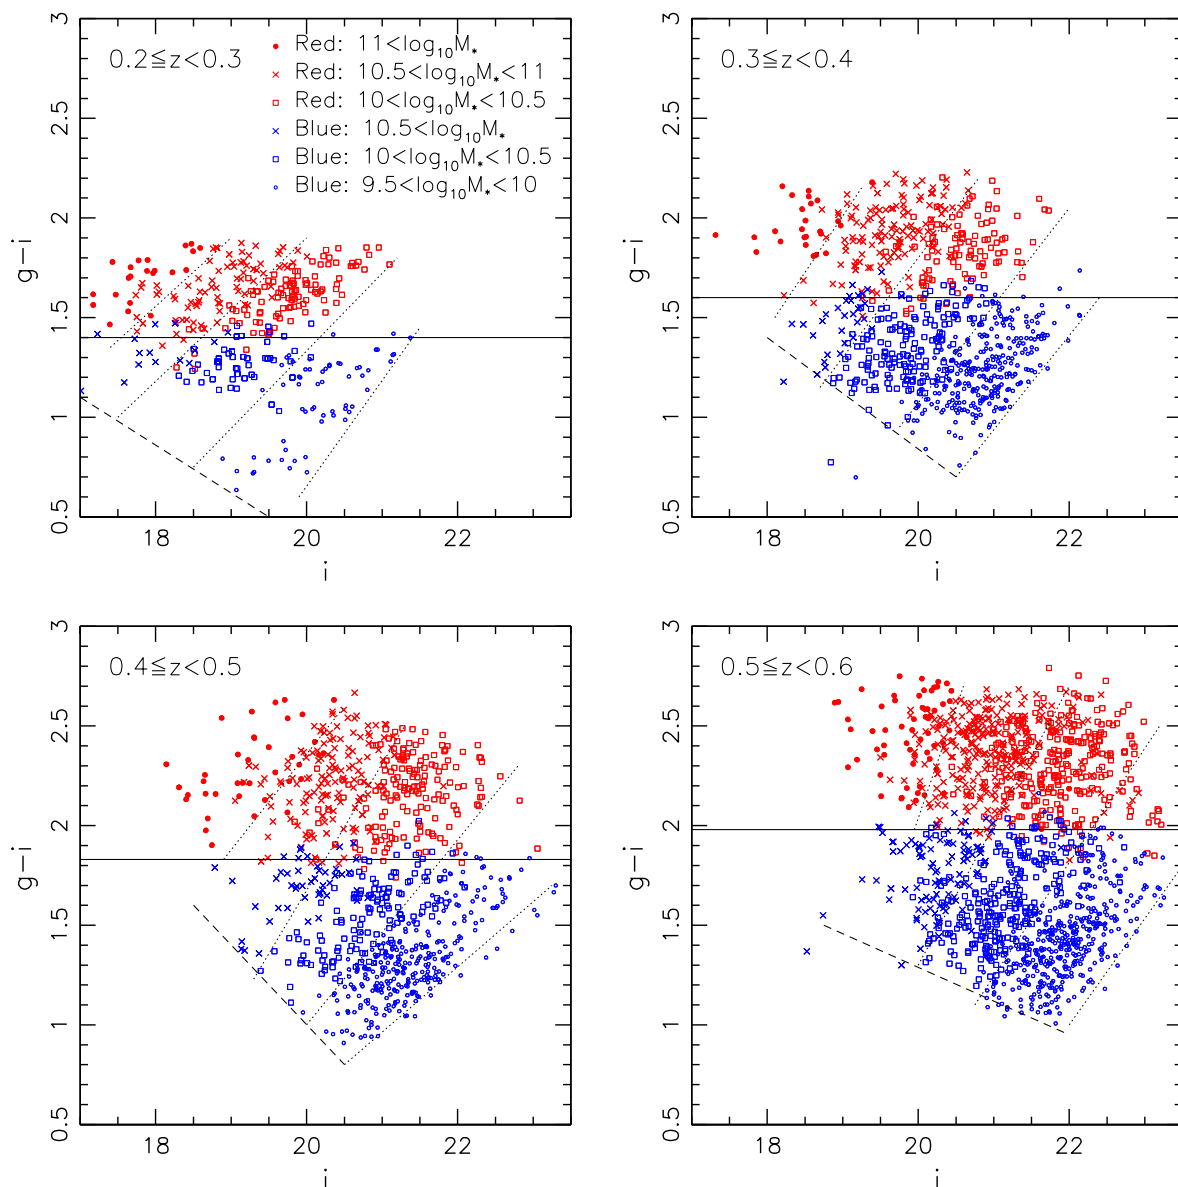 0.2≦z<0.3
Red: 11<log₁₀M*
Red: 10.5<log₁₀M*<11
Red: 10<log₁₀M*<10.5
Blue: 10.5<log₁₀M*
Blue: 10<log₁₀M*<10.5
Blue: 9.5<log₁₀M*<10
3
2.5
2
1.5
1
0.5
g−i
18 20 22
i
0.3≦z<0.4
3
2.5
2
1.5
1
0.5
g−i
18 20 22
i
0.4≦z<0.5
3
2.5
2
1.5
1
0.5
g−i
18 20 22
i
0.5≦z<0.6
3
2.5
2
1.5
1
0.5
g−i
18 20 22
i